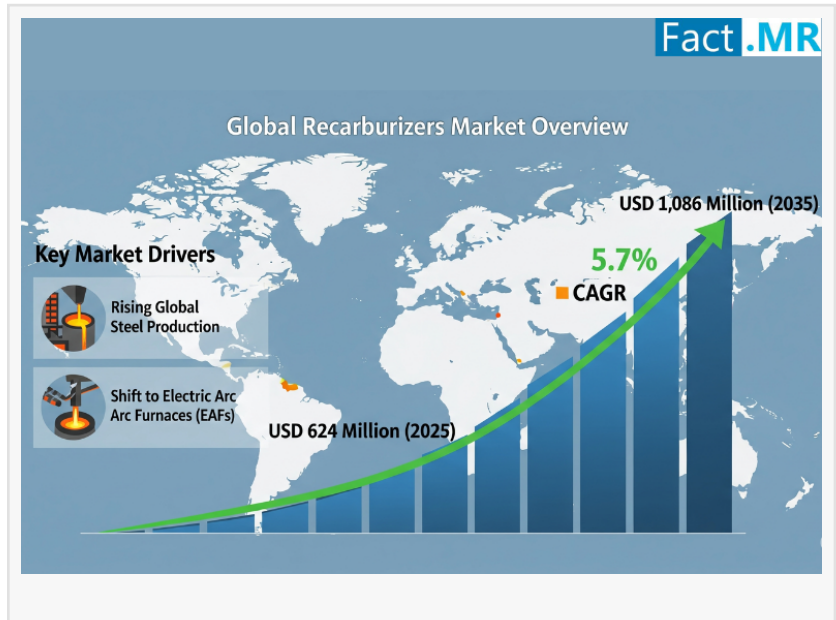 Fact.MR
Global Recarburizers Market Overview
USD 1,086 Million (2035)
Key Market Drivers
5.7%
CAGR
Rising Global
Steel Production
Shift to Electric Arc
Arc Furnaces (EAFs)
USD 624 Million (2025)